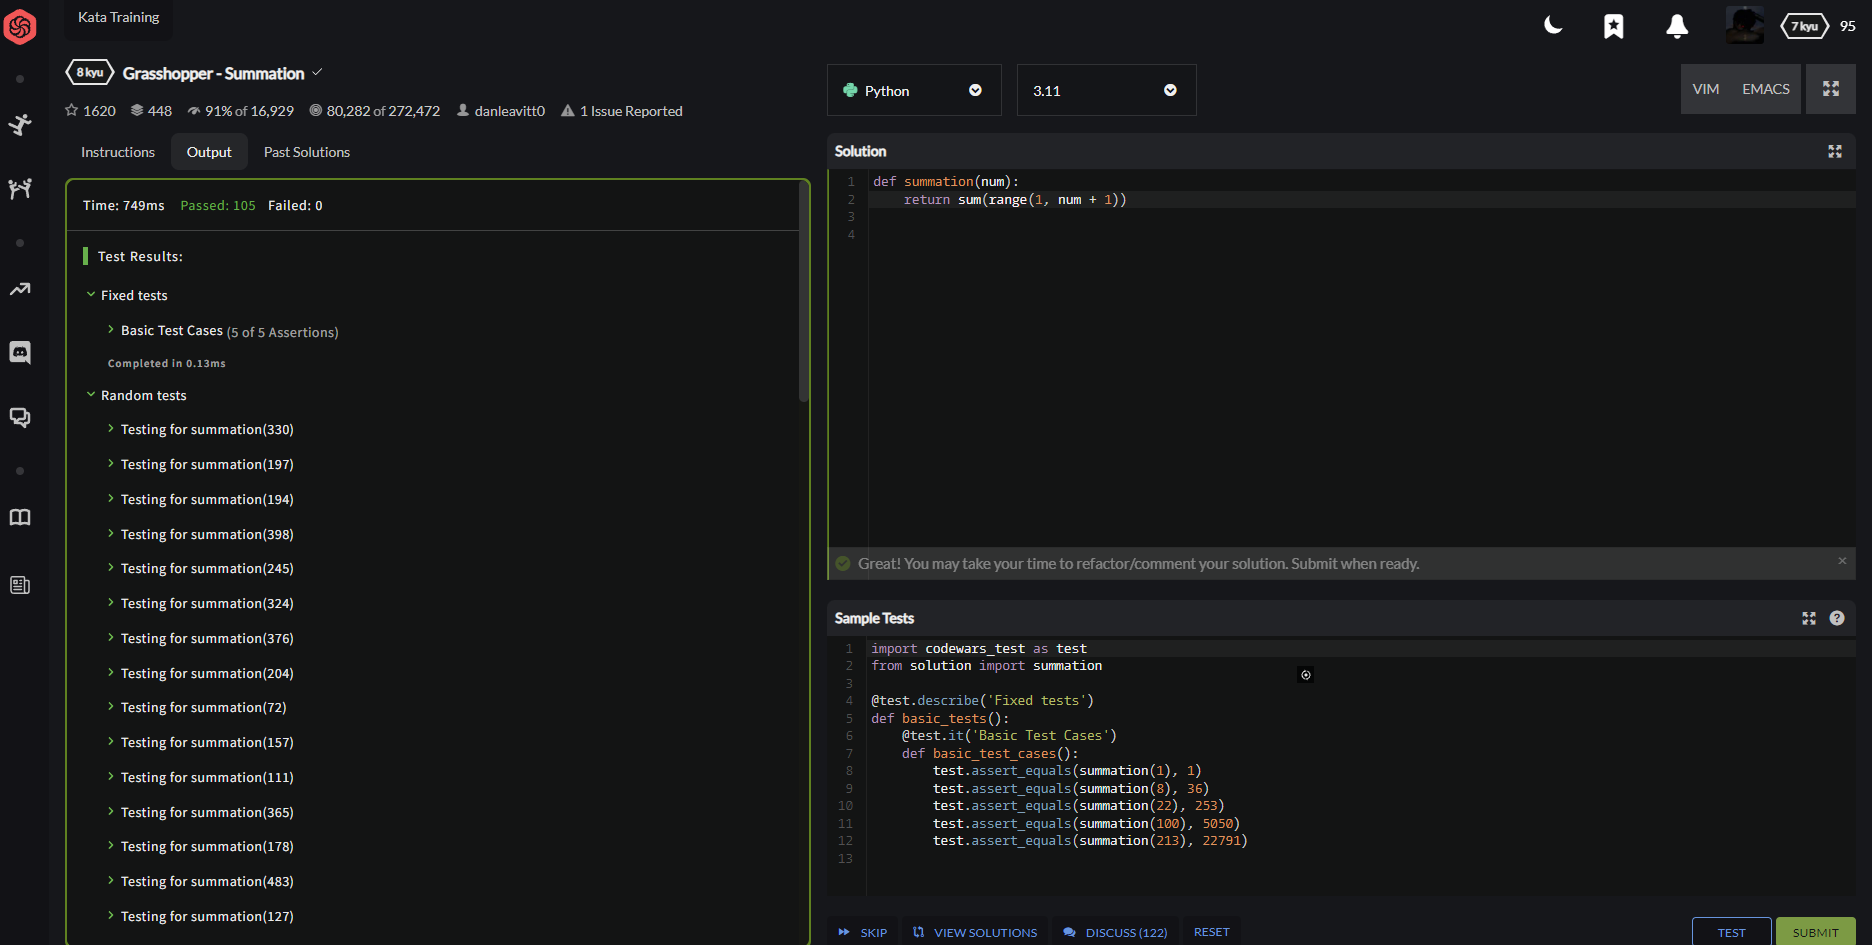 Kata Training
7 kyu
95
8 kyu
Grasshopper - Summation
1620
448
91% of 16,929
80,282 of 272,472
danleavitt0
1 Issue Reported
Instructions
Output
Past Solutions
Time: 749ms Passed: 105 Failed: 0
Test Results:
Fixed tests
Basic Test Cases (5 of 5 Assertions)
Completed in 0.13ms
Random tests
Testing for summation(330)
Testing for summation(197)
Testing for summation(194)
Testing for summation(398)
Testing for summation(245)
Testing for summation(324)
Testing for summation(376)
Testing for summation(204)
Testing for summation(72)
Testing for summation(157)
Testing for summation(111)
Testing for summation(365)
Testing for summation(178)
Testing for summation(483)
Testing for summation(127)
Python
3.11
VIM
EMACS
Solution
1 def summation(num):
2     return sum(range(1, num + 1))
3
4
Great! You may take your time to refactor/comment your solution. Submit when ready.
Sample Tests
1 import codewars_test as test
2 from solution import summation
3
4 @test.describe('Fixed tests')
5 def basic_tests():
6     @test.it('Basic Test Cases')
7     def basic_test_cases():
8         test.assert_equals(summation(1), 1)
9         test.assert_equals(summation(8), 36)
10         test.assert_equals(summation(22), 253)
11         test.assert_equals(summation(100), 5050)
12         test.assert_equals(summation(213), 22791)
13
SKIP
VIEW SOLUTIONS
DISCUSS (122)
RESET
TEST
SUBMIT